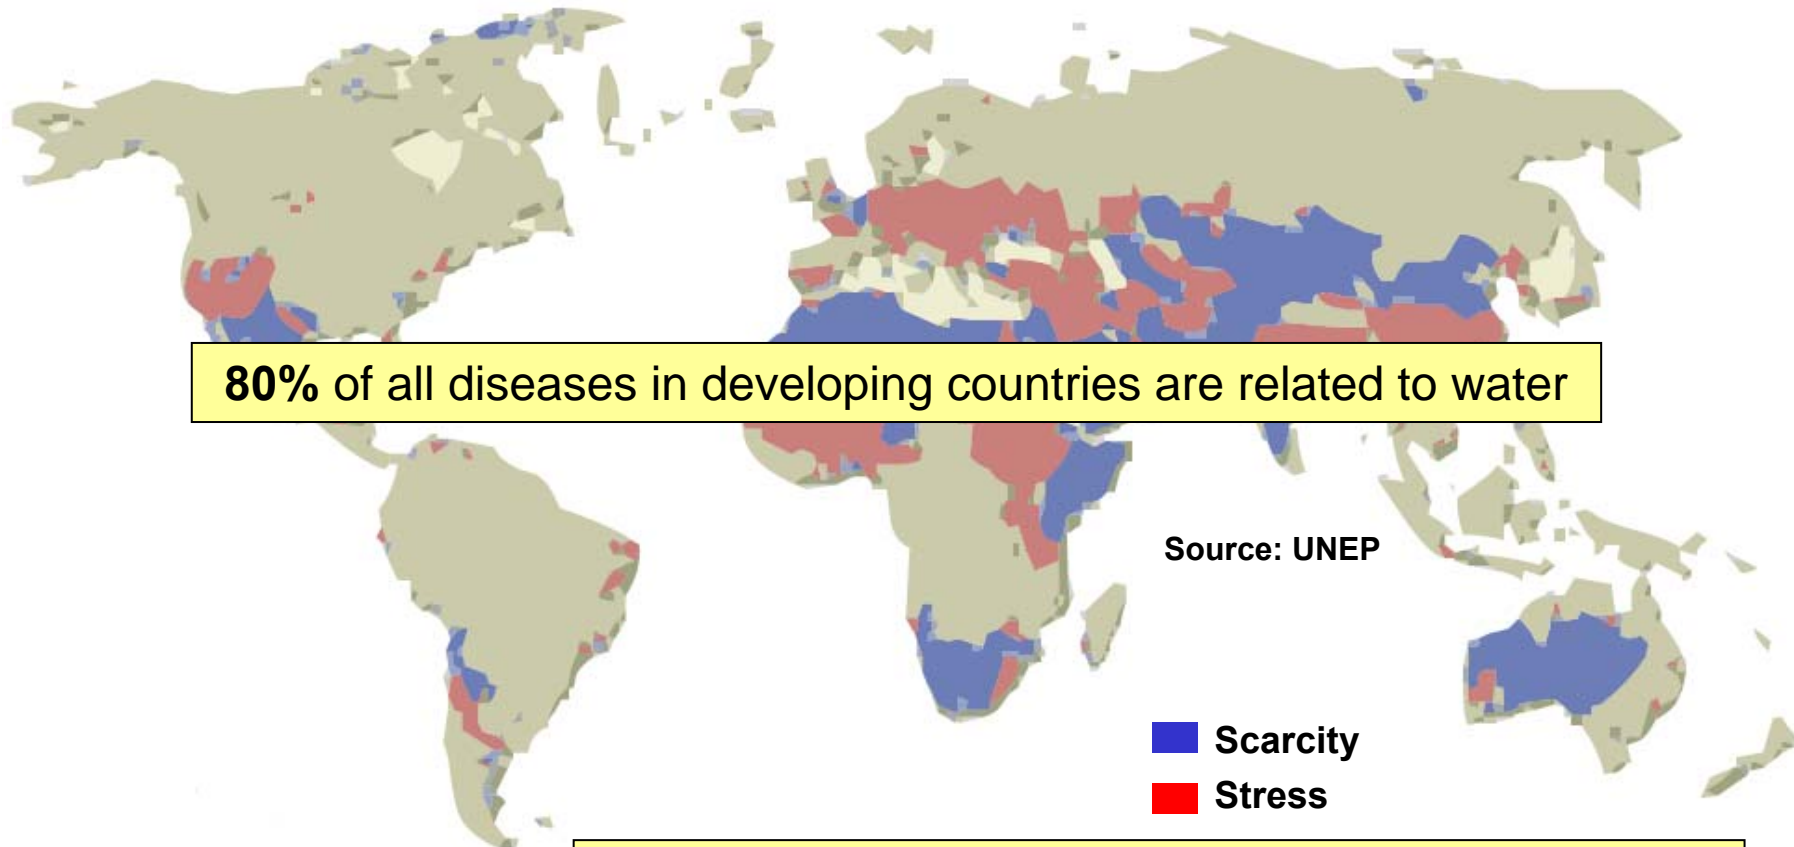 80% of all diseases in developing countries are related to water
Source: UNEP
Scarcity
Stress